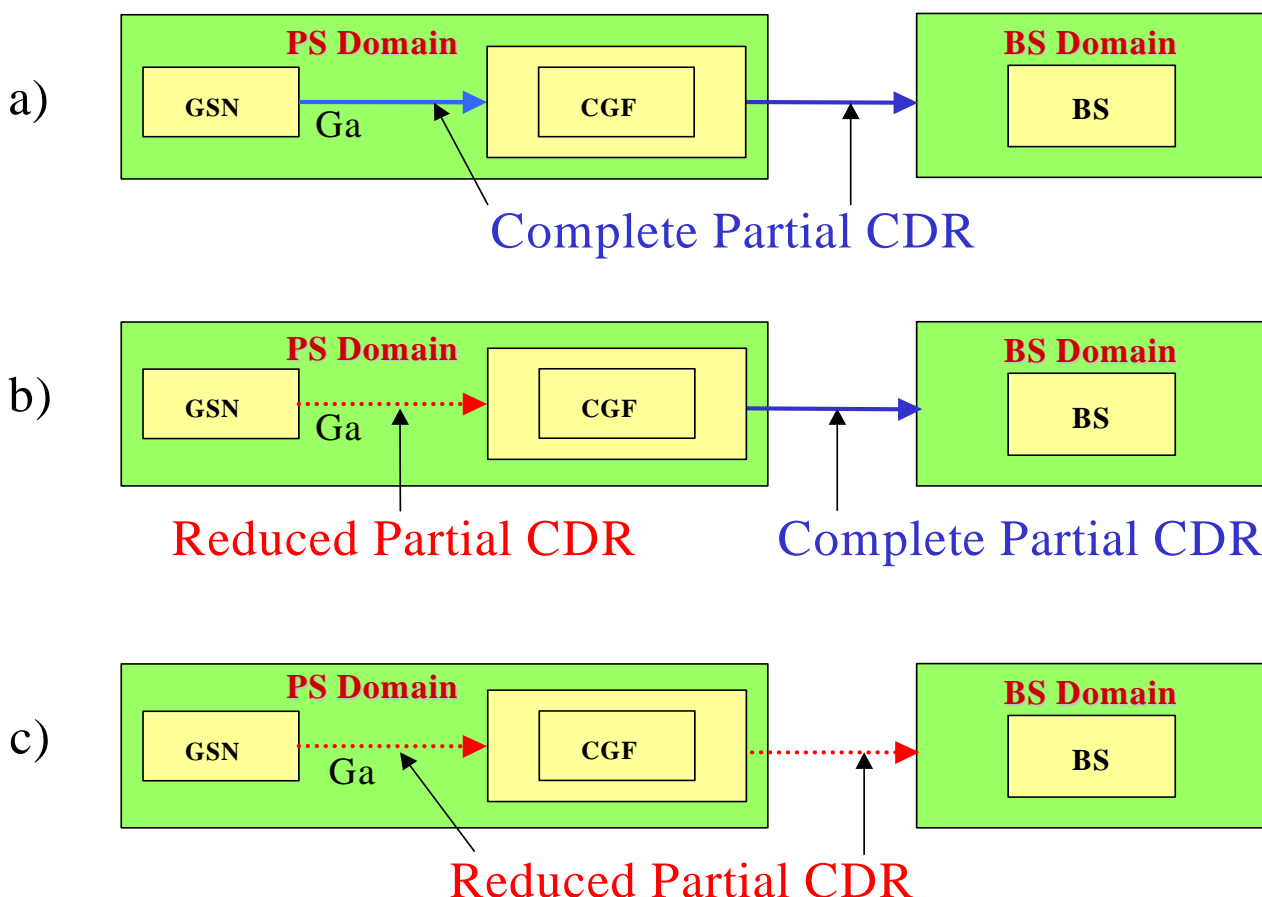 a)
PS Domain
GSN
Ga
CGF
BS Domain
BS
Complete Partial CDR
b)
PS Domain
GSN
Ga
CGF
BS Domain
BS
Reduced Partial CDR
Complete Partial CDR
c)
PS Domain
GSN
Ga
CGF
BS Domain
BS
Reduced Partial CDR